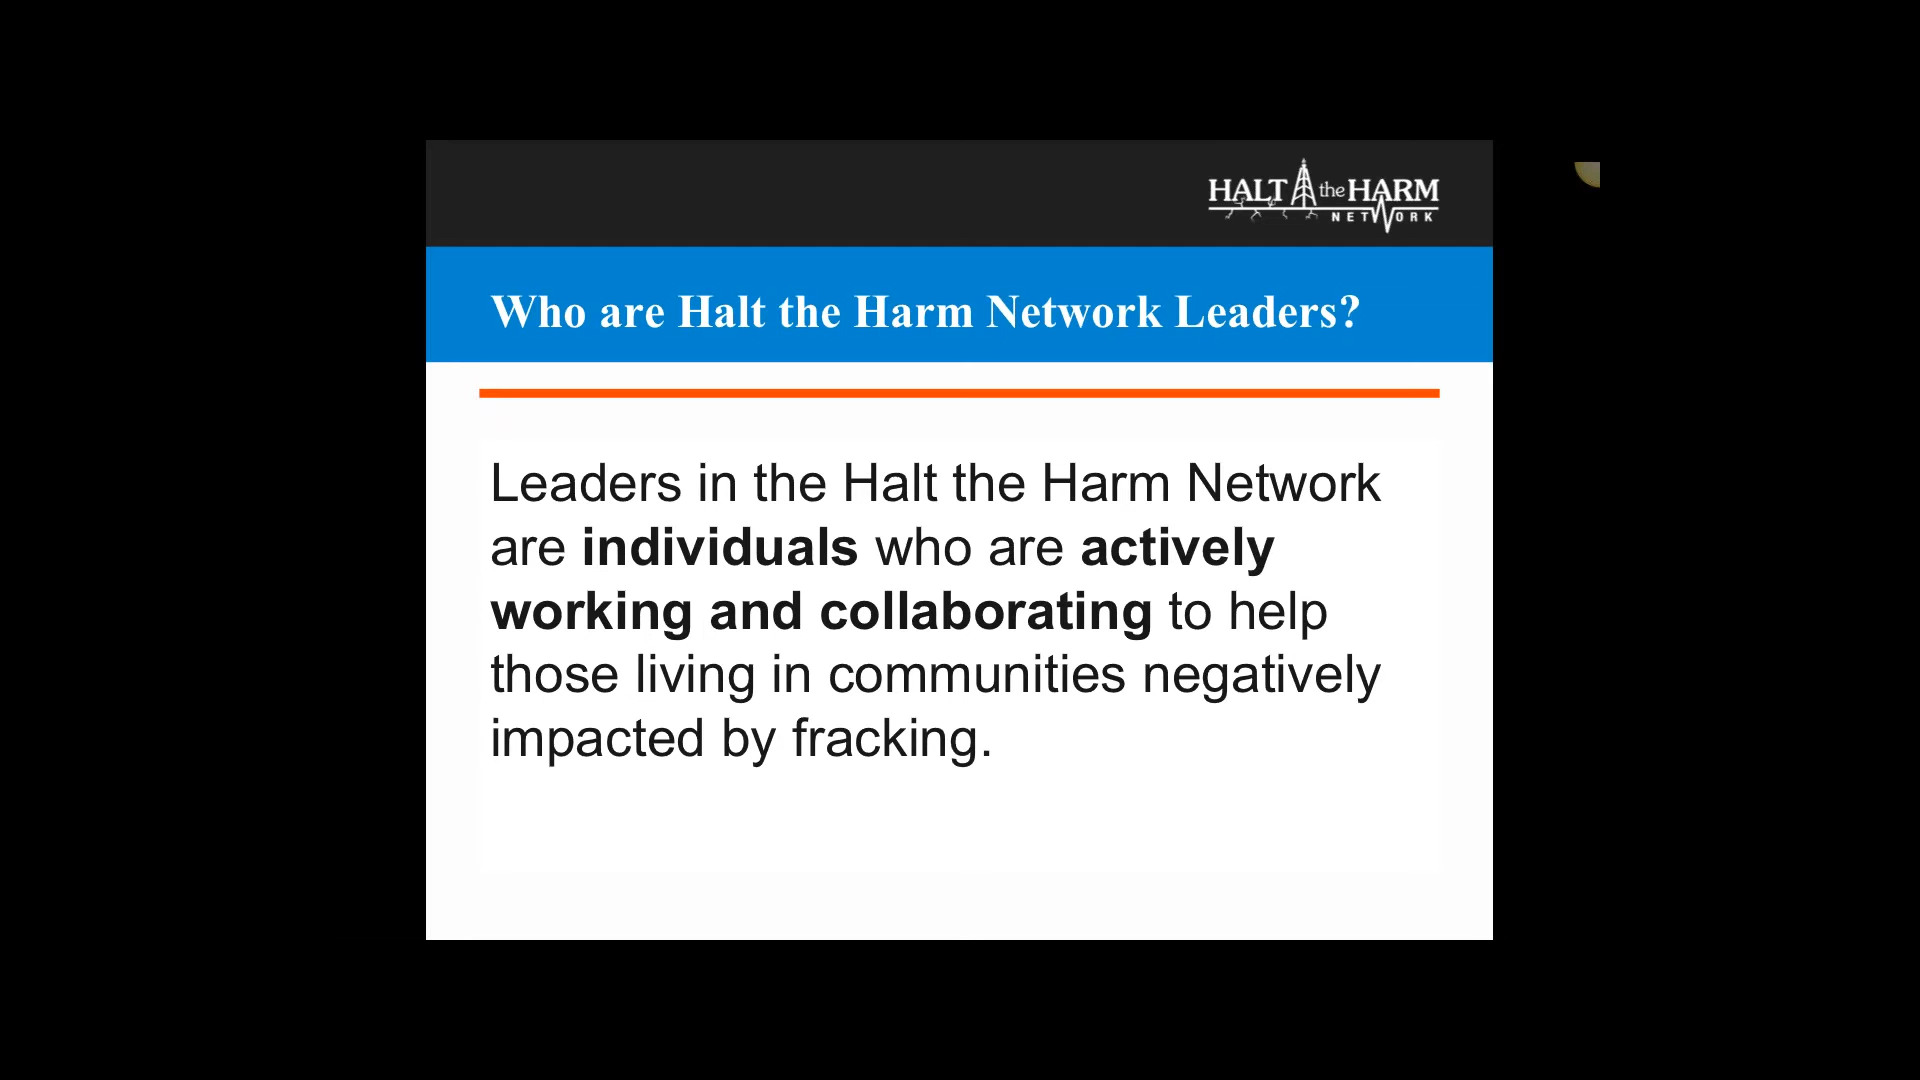 HALT the HARM
NETWORK
Who are Halt the Harm Network Leaders?
Leaders in the Halt the Harm Network
are individuals who are actively
working and collaborating to help
those living in communities negatively
impacted by fracking.